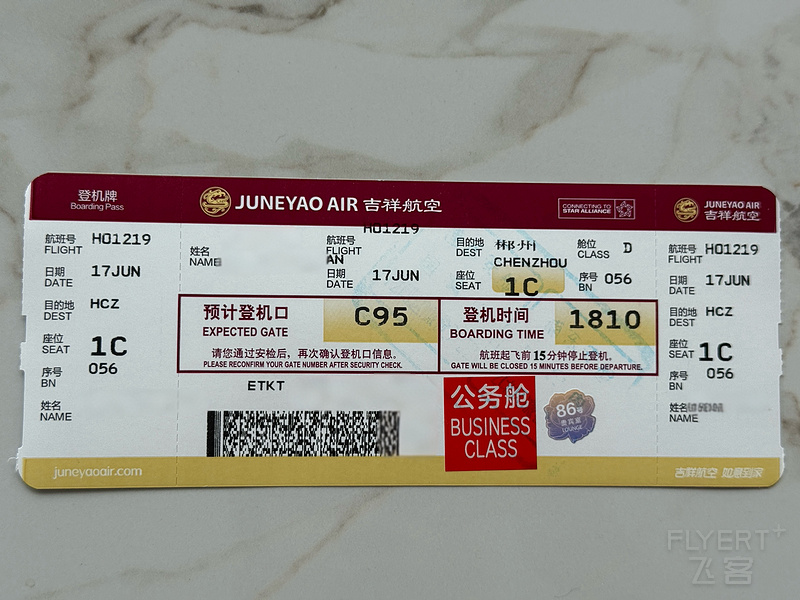 登机牌
Boarding Pass
航班号
FLIGHT
HO1219
日期
DATE
17JUN
目的地
DEST
HCZ
座位
SEAT
1C
序号
BN
056
姓名
NAME
juneyaoair.com
JUNEYAO AIR 吉祥航空
CONNECTING TO
STAR ALLIANCE
姓名
NAME
航班号
FLIGHT
HO1219
日期
DATE
17JUN
目的地
DEST
郴州
CHENZHOU
舱位
CLASS
D
座位
SEAT
1C
序号
BN
056
预计登机口
EXPECTED GATE
C95
请您通过安检后，再次确认登机口信息。
PLEASE RECONFIRM YOUR GATE NUMBER AFTER SECURITY CHECK.
登机时间
BOARDING TIME
1810
航班起飞前15分钟停止登机。
GATE WILL BE CLOSED 15 MINUTES BEFORE DEPARTURE.
ETKT
公务舱
BUSINESS
CLASS
86号
贵宾室
LOUNGE
JUNEYAO AIR
吉祥航空
航班号
FLIGHT
HO1219
日期
DATE
17JUN
目的地
DEST
HCZ
座位
SEAT
1C
序号
BN
056
姓名
NAME
吉祥航空 如意到家
FLYERT+
飞客